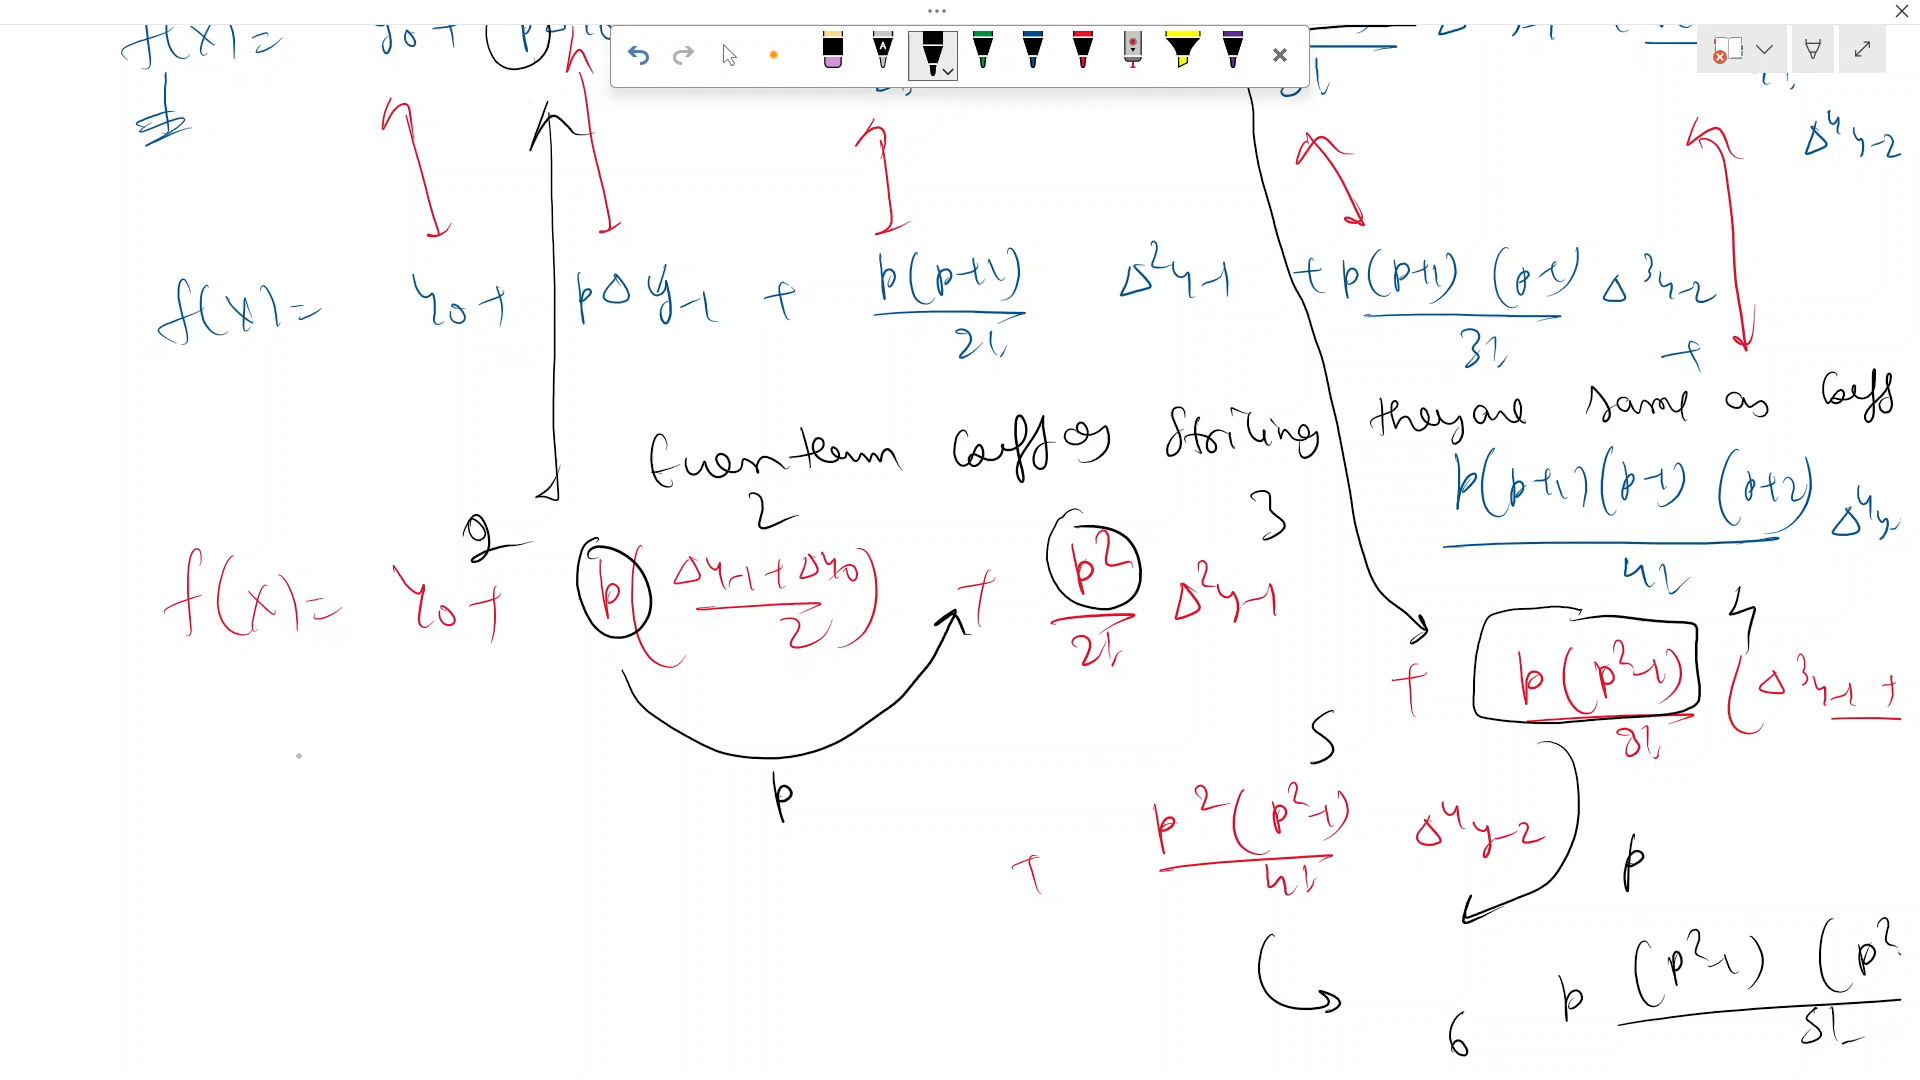 f(x) = y0 + p
Δ⁴y-2
f(x) = y0 + pΔy-1 + p(p+1)/2! Δ²y-1 + p(p+1)(p-1)/3! Δ³y-2 +
Even term coeff of Striling they are same as coeff
p(p+1)(p-1)(p+2)/4! Δ⁴y-
2 2 3
f(x) = y0 + p(Δy-1 + Δy0)/2 + p²/2! Δ²y-1
4
+ p(p²-1)/3! (Δ³y-1 +
5
p
+ p²(p²-1)/4! Δ⁴y-2
p
6 p(p²-1)(p²-/5!